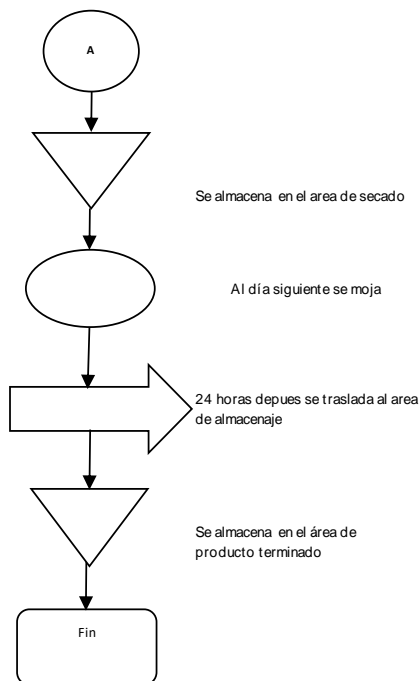 A
Se almacena en el area de secado
Al día siguiente se moja
24 horas depues se traslada al area
de almacenaje
Se almacena en el área de
producto terminado
Fin